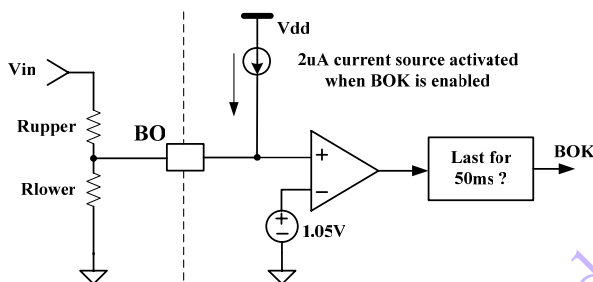 Vdd
Vin
2uA current source activated
when BOK is enabled
Rupper
BO
+
−
Last for
50ms ?
BOK
Rlower
+
−
1.05V